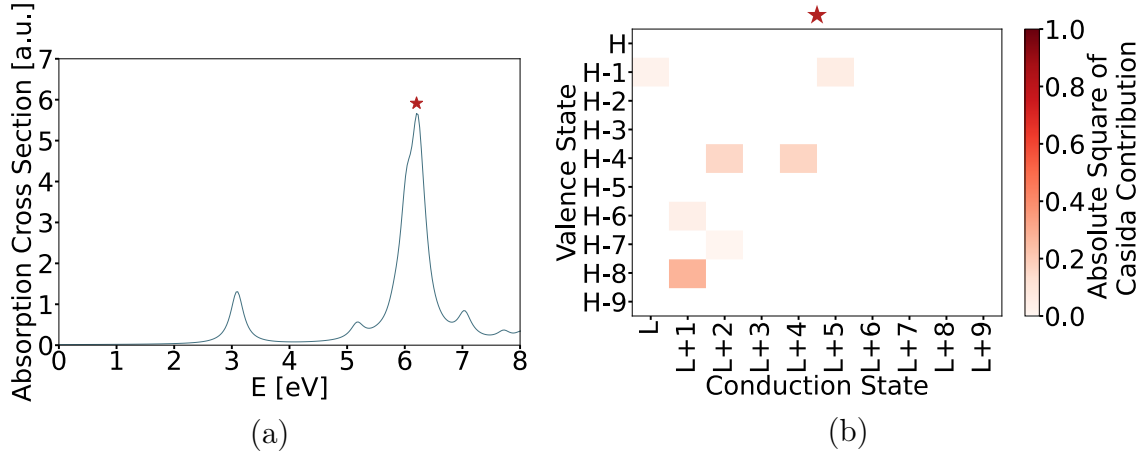 Absorption Cross Section [a.u.]
7
6
5
4
3
2
1
0
0 1 2 3 4 5 6 7 8
E [eV]
(a)
Valence State
H
H-1
H-2
H-3
H-4
H-5
H-6
H-7
H-8
H-9
L
L+1
L+2
L+3
L+4
L+5
L+6
L+7
L+8
L+9
Conduction State
(b)
1.0
0.8
0.6
0.4
0.2
0.0
Absolute Square of
Casida Contribution